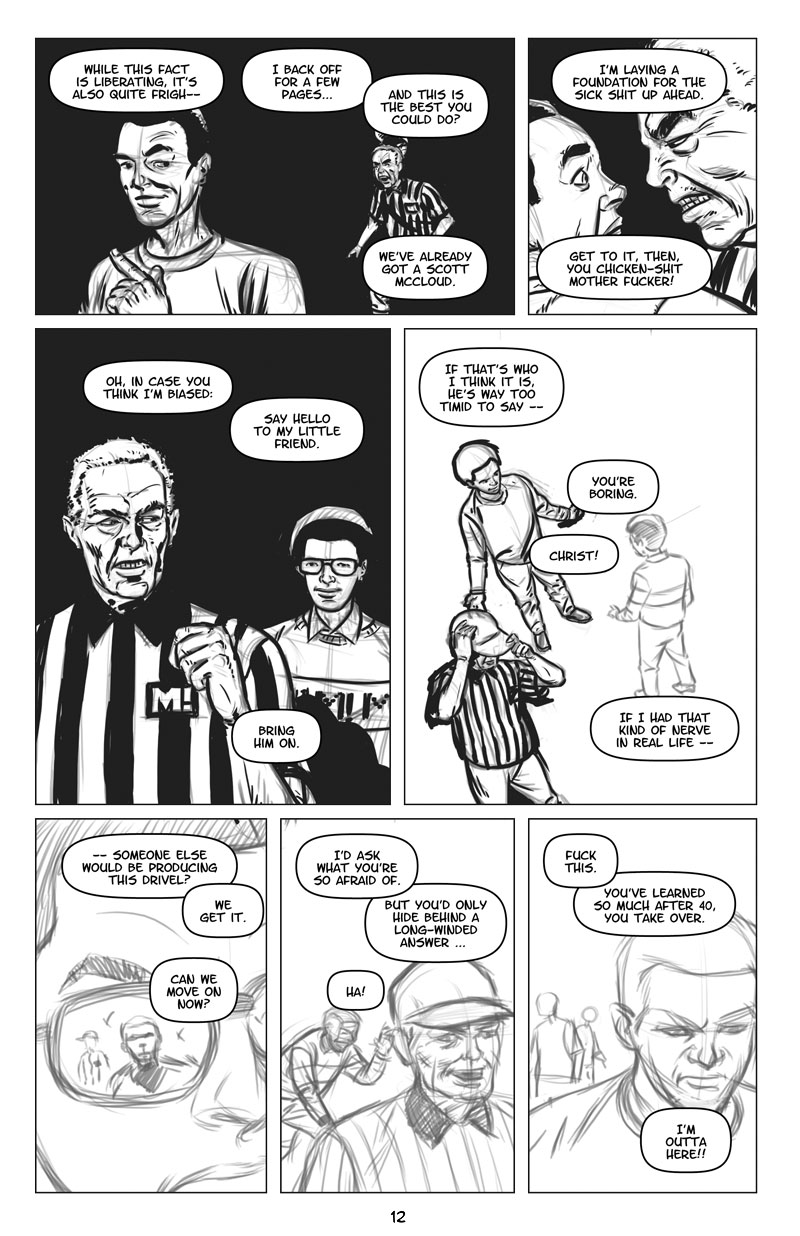 WHILE THIS FACT
IS LIBERATING, IT'S
ALSO QUITE FRIGH--
I BACK OFF
FOR A FEW
PAGES...
AND THIS IS
THE BEST YOU
COULD DO?
WE'VE ALREADY
GOT A SCOTT
MCCLOUD.
I'M LAYING A
FOUNDATION FOR THE
SICK SHIT UP AHEAD.
GET TO IT, THEN,
YOU CHICKEN-SHIT
MOTHER FUCKER!
OH, IN CASE YOU
THINK I'M BIASED:
SAY HELLO
TO MY LITTLE
FRIEND.
M!
BRING
HIM ON.
IF THAT'S WHO
I THINK IT IS,
HE'S WAY TOO
TIMID TO SAY --
YOU'RE
BORING.
CHRIST!
IF I HAD THAT
KIND OF NERVE
IN REAL LIFE --
-- SOMEONE ELSE
WOULD BE PRODUCING
THIS DRIVEL?
WE
GET IT.
CAN WE
MOVE ON
NOW?
I'D ASK
WHAT YOU'RE
SO AFRAID OF.
BUT YOU'D ONLY
HIDE BEHIND A
LONG-WINDED
ANSWER ...
HA!
FUCK
THIS.
YOU'VE LEARNED
SO MUCH AFTER 40,
YOU TAKE OVER.
I'M
OUTTA
HERE!!
12